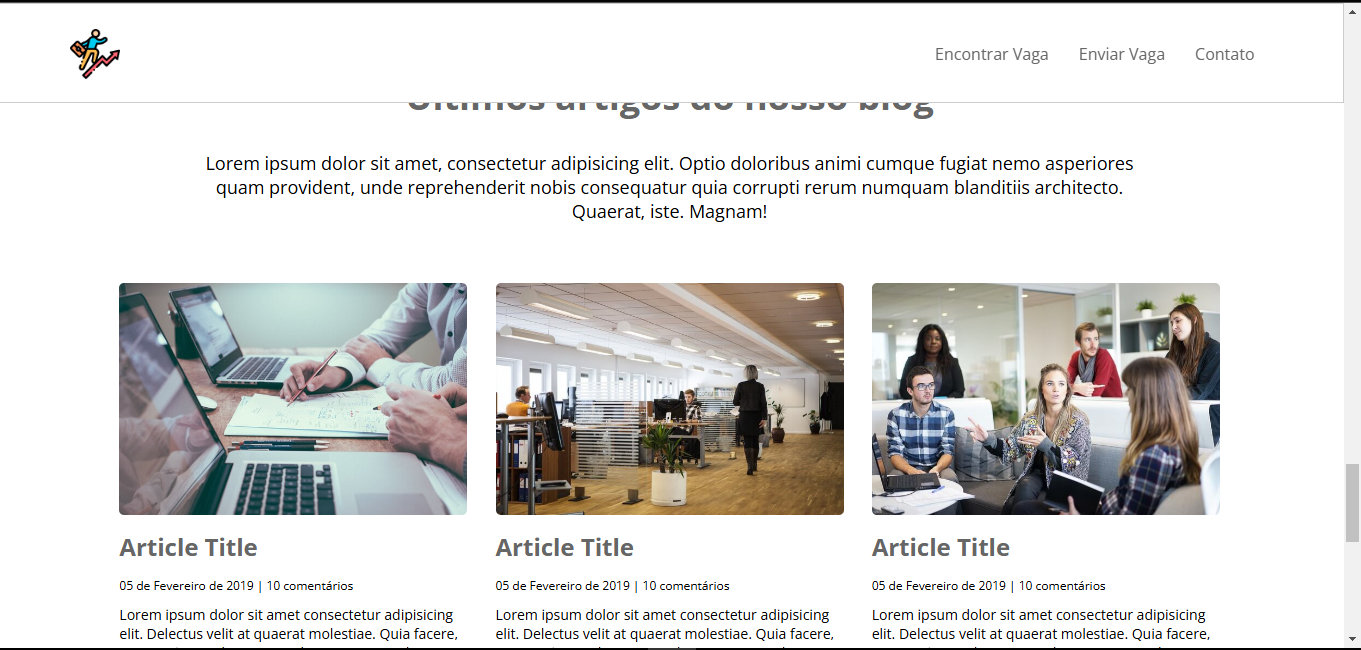 Encontrar Vaga Enviar Vaga Contato
Últimos artigos do nosso blog
Lorem ipsum dolor sit amet, consectetur adipisicing elit. Optio doloribus animi cumque fugiat nemo asperiores
quam provident, unde reprehenderit nobis consequatur quia corrupti rerum numquam blanditiis architecto.
Quaerat, iste. Magnam!
Article Title
05 de Fevereiro de 2019 | 10 comentários
Lorem ipsum dolor sit amet consectetur adipisicing
elit. Delectus velit at quaerat molestiae. Quia facere,
Article Title
05 de Fevereiro de 2019 | 10 comentários
Lorem ipsum dolor sit amet consectetur adipisicing
elit. Delectus velit at quaerat molestiae. Quia facere,
Article Title
05 de Fevereiro de 2019 | 10 comentários
Lorem ipsum dolor sit amet consectetur adipisicing
elit. Delectus velit at quaerat molestiae. Quia facere,